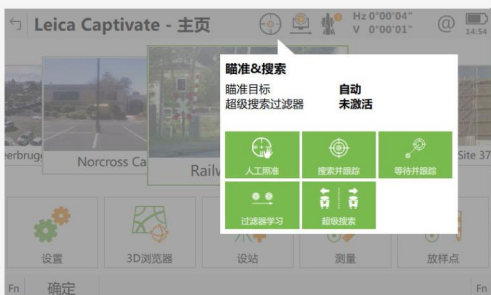 Leica Captivate - 主页
Hz 0°00'04"
V 0°00'01"
@
14:54
瞄准&搜索
瞄准目标 自动
超级搜索过滤器 未激活
人工照准 搜索并跟踪 等待并跟踪
过滤器学习 超级搜索
eerbrug Norcross Ca Railw Site 37
设置 3D浏览器 设站 测量 放样点
Fn 确定 Fn